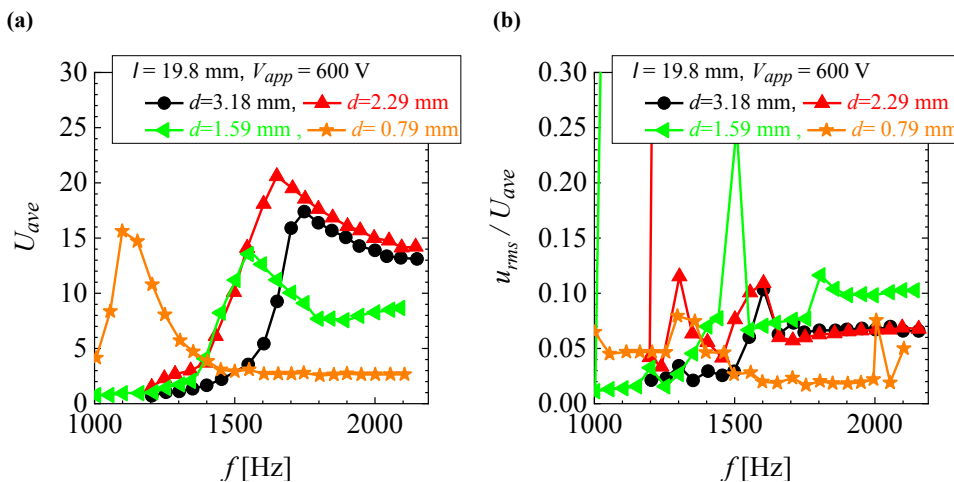 (a)
l = 19.8 mm, Vapp = 600 V
d=3.18 mm, d=2.29 mm
d=1.59 mm , d= 0.79 mm
30
25
20
15
10
5
0
Uave
1000 1500 2000
f [Hz]
(b)
l = 19.8 mm, Vapp = 600 V
d=3.18 mm, d=2.29 mm
d=1.59 mm , d= 0.79 mm
0.30
0.25
0.20
0.15
0.10
0.05
0.00
urms / Uave
1000 1500 2000
f [Hz]